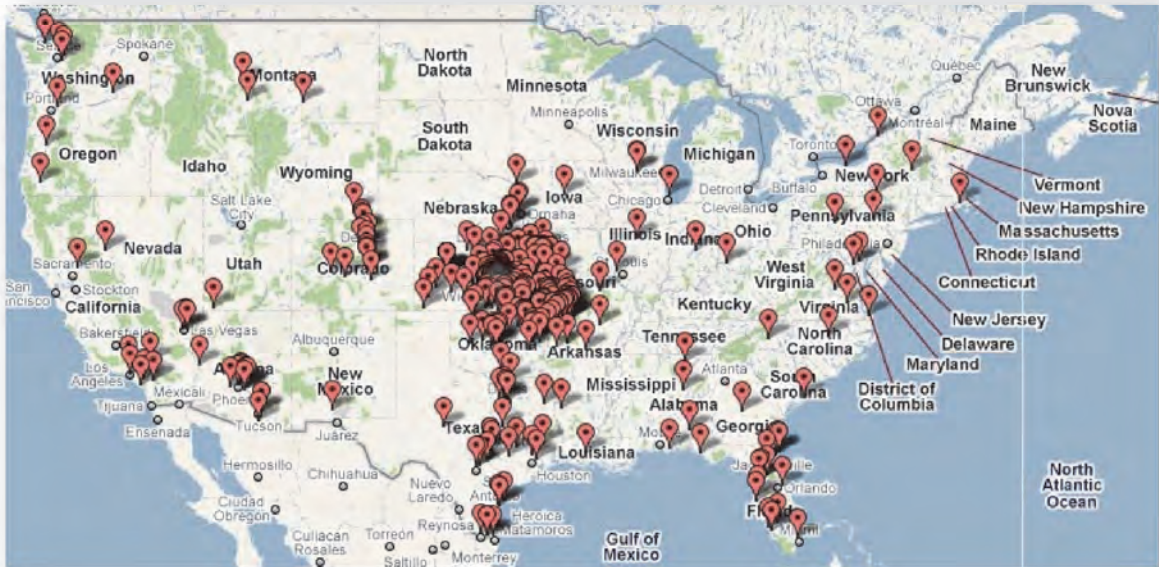 Spokane
Québec
North
Dakota
Montana
Washington
New
Brunswick
Minnesota
Portland
Ottawa
Nova
Scotia
Minneapolis
Montréal
Maine
South
Dakota
Wisconsin
Oregon
Michigan
Toronto
Idaho
Wyoming
Milwaukee
Detroit
Buffalo
New York
Vermont
Iowa
Salt Lake
City
Chicago
Cleveland
Nebraska
Omaha
Pennsylvania
New Hampshire
Massachusetts
Nevada
Illinois
Indiana
Ohio
Philadelphia
Rhode Island
Utah
Sacramento
Colorado
West
Virginia
Connecticut
San
Francisco
Stockton
California
Kentucky
Virginia
New Jersey
Bakersfield
Las Vegas
Oklahoma
Arkansas
Tennessee
North
Carolina
Delaware
Maryland
Albuquerque
Los
Angeles
Arizona
New
Mexico
Mississippi
Atlanta
South
Carolina
District of
Columbia
Mexicali
Tijuana
Tucson
Ensenada
Juárez
Texas
Alabama
Georgia
Louisiana
Houston
Jacksonville
Orlando
Hermosillo
Chihuahua
Ciudad
Obregon
Nuevo
Laredo
North
Atlantic
Ocean
Heroica
Matamoros
Reynosa
Florida
Miami
Culiacán
Rosales
Torreón
Saltillo
Monterrey
Gulf of
Mexico